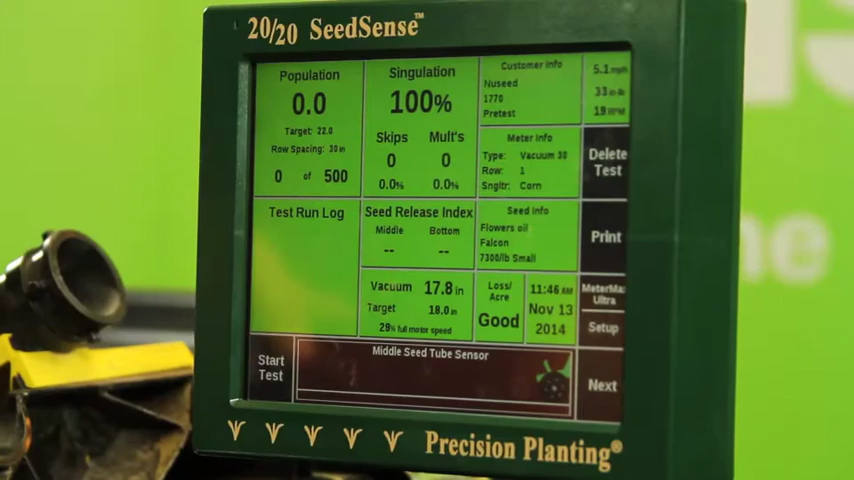 20/20 SeedSense™
Population
0.0
Target: 22.0
Row Spacing: 30 in
0 of 500
Singulation
100%
Skips Mult's
0 0
0.0% 0.0%
Customer Info
Nuseed
1770
Pretest
5.1 mph
33 in-lb
19 RPM
Meter Info
Type: Vacuum 30
Row: 1
Sngltr: Corn
Delete
Test
Test Run Log
Seed Release Index
Middle Bottom
-- --
Seed Info
Flowers oil
Falcon
7300/lb Small
Print
Vacuum 17.8 in
Target 18.0 in
29% full motor speed
Loss/
Acre
Good
11:46 AM
Nov 13
2014
MeterMax
Ultra
Setup
Start
Test
Middle Seed Tube Sensor
Next
Precision Planting®